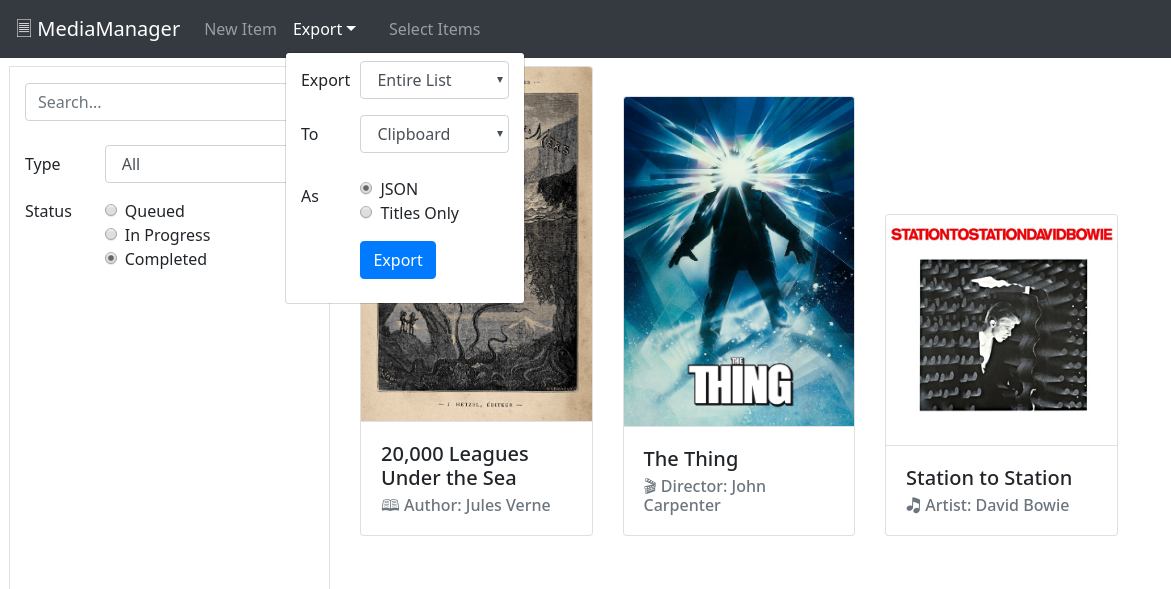 MediaManager New Item Export Select Items
Search...
Type All
Status Queued
In Progress
Completed
Export Entire List
To Clipboard
As JSON
Titles Only
Export
— J. HETZEL, ÉDITEUR —
20,000 Leagues
Under the Sea
Author: Jules Verne
THE
THING
The Thing
Director: John
Carpenter
STATIONTOSTATIONDAVIDBOWIE
Station to Station
Artist: David Bowie